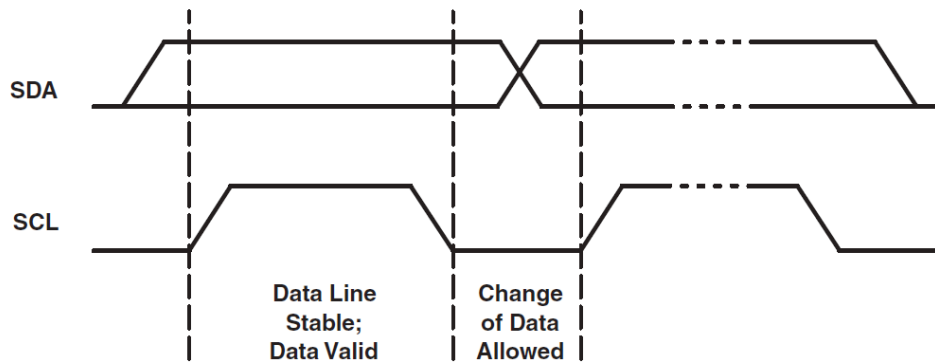 SDA
SCL
Data Line
Stable;
Data Valid
Change
of Data
Allowed